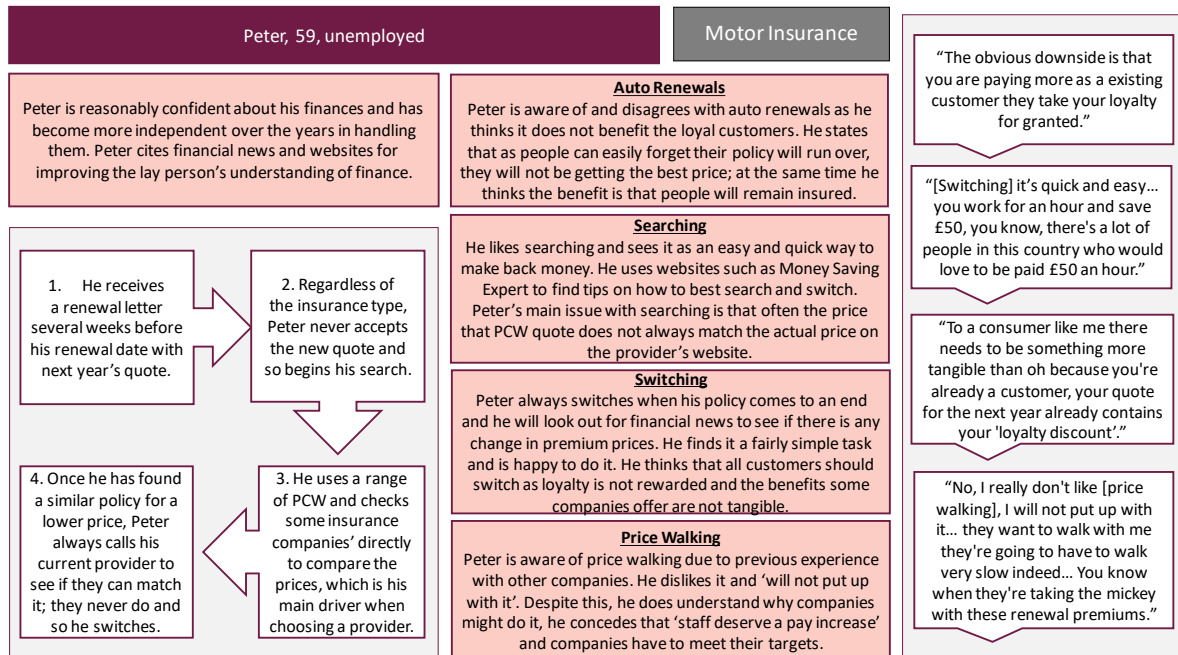 Peter, 59, unemployed
Motor Insurance
Peter is reasonably confident about his finances and has
become more independent over the years in handling
them. Peter cites financial news and websites for
improving the lay person’s understanding of finance.
1. He receives
a renewal letter
several weeks before
his renewal date with
next year’s quote.
2. Regardless of
the insurance type,
Peter never accepts
the new quote and
so begins his search.
3. He uses a range
of PCW and checks
some insurance
companies’ directly
to compare the
prices, which is his
main driver when
choosing a provider.
4. Once he has found
a similar policy for a
lower price, Peter
always calls his
current provider to
see if they can match
it; they never do and
so he switches.
Auto Renewals
Peter is aware of and disagrees with auto renewals as he
thinks it does not benefit the loyal customers. He states
that as people can easily forget their policy will run over,
they will not be getting the best price; at the same time he
thinks the benefit is that people will remain insured.
Searching
He likes searching and sees it as an easy and quick way to
make back money. He uses websites such as Money Saving
Expert to find tips on how to best search and switch.
Peter’s main issue with searching is that often the price
that PCW quote does not always match the actual price on
the provider’s website.
Switching
Peter always switches when his policy comes to an end
and he will look out for financial news to see if there is any
change in premium prices. He finds it a fairly simple task
and is happy to do it. He thinks that all customers should
switch as loyalty is not rewarded and the benefits some
companies offer are not tangible.
Price Walking
Peter is aware of price walking due to previous experience
with other companies. He dislikes it and ‘will not put up
with it’. Despite this, he does understand why companies
might do it, he concedes that ‘staff deserve a pay increase’
and companies have to meet their targets.
“The obvious downside is that
you are paying more as a existing
customer they take your loyalty
for granted.”
“[Switching] it’s quick and easy…
you work for an hour and save
£50, you know, there's a lot of
people in this country who would
love to be paid £50 an hour.”
“To a consumer like me there
needs to be something more
tangible than oh because you're
already a customer, your quote
for the next year already contains
your 'loyalty discount’.”
“No, I really don't like [price
walking], I will not put up with
it… they want to walk with me
they're going to have to walk
very slow indeed… You know
when they're taking the mickey
with these renewal premiums.”